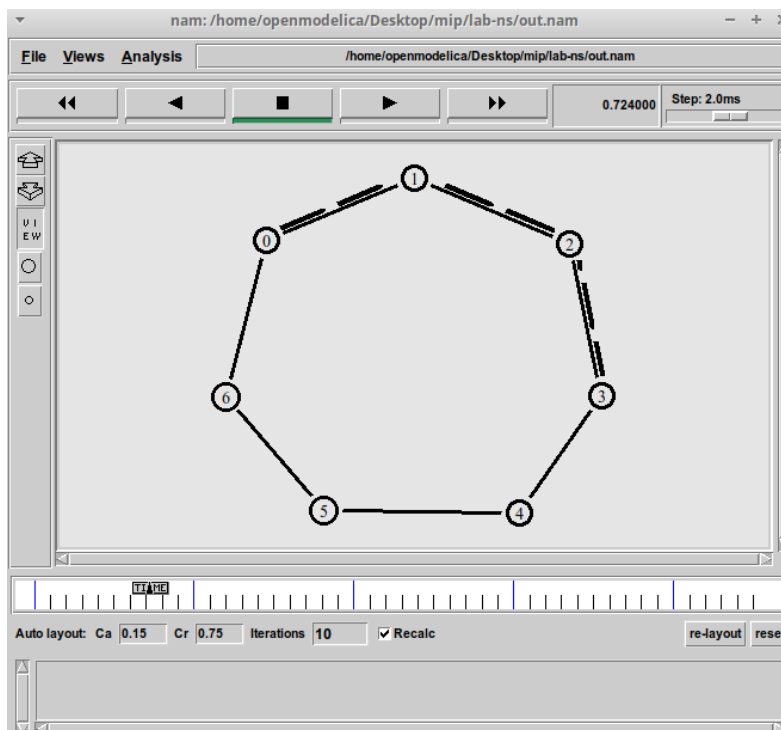 nam: /home/openmodelica/Desktop/mip/lab-ns/out.nam
File Views Analysis /home/openmodelica/Desktop/mip/lab-ns/out.nam
0.724000 Step: 2.0ms
V I
E W
1
0
2
6
3
5
4
TIME
Auto layout: Ca 0.15 Cr 0.75 Iterations 10 Recalc re-layout rese